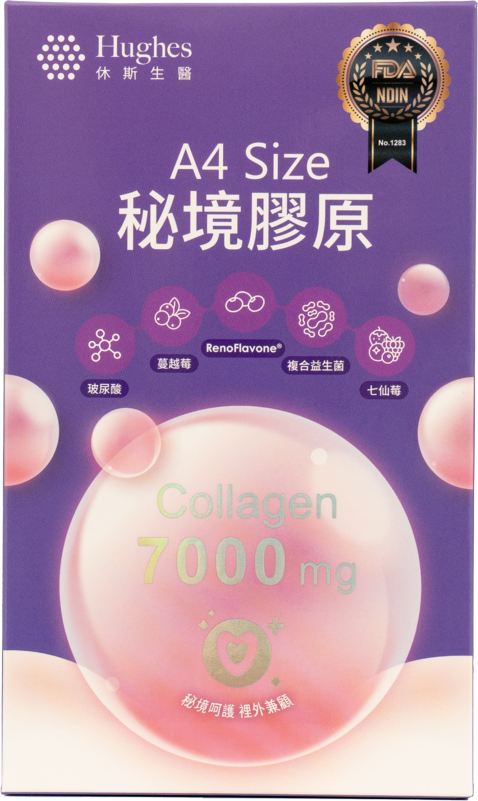 Hughes
休斯生醫
FDA
NDIN
No.1283
A4 Size
秘境膠原
玻尿酸
蔓越莓
RenoFlavone®
複合益生菌
七仙莓
Collagen
7000 mg
秘境呵護 裡外兼顧